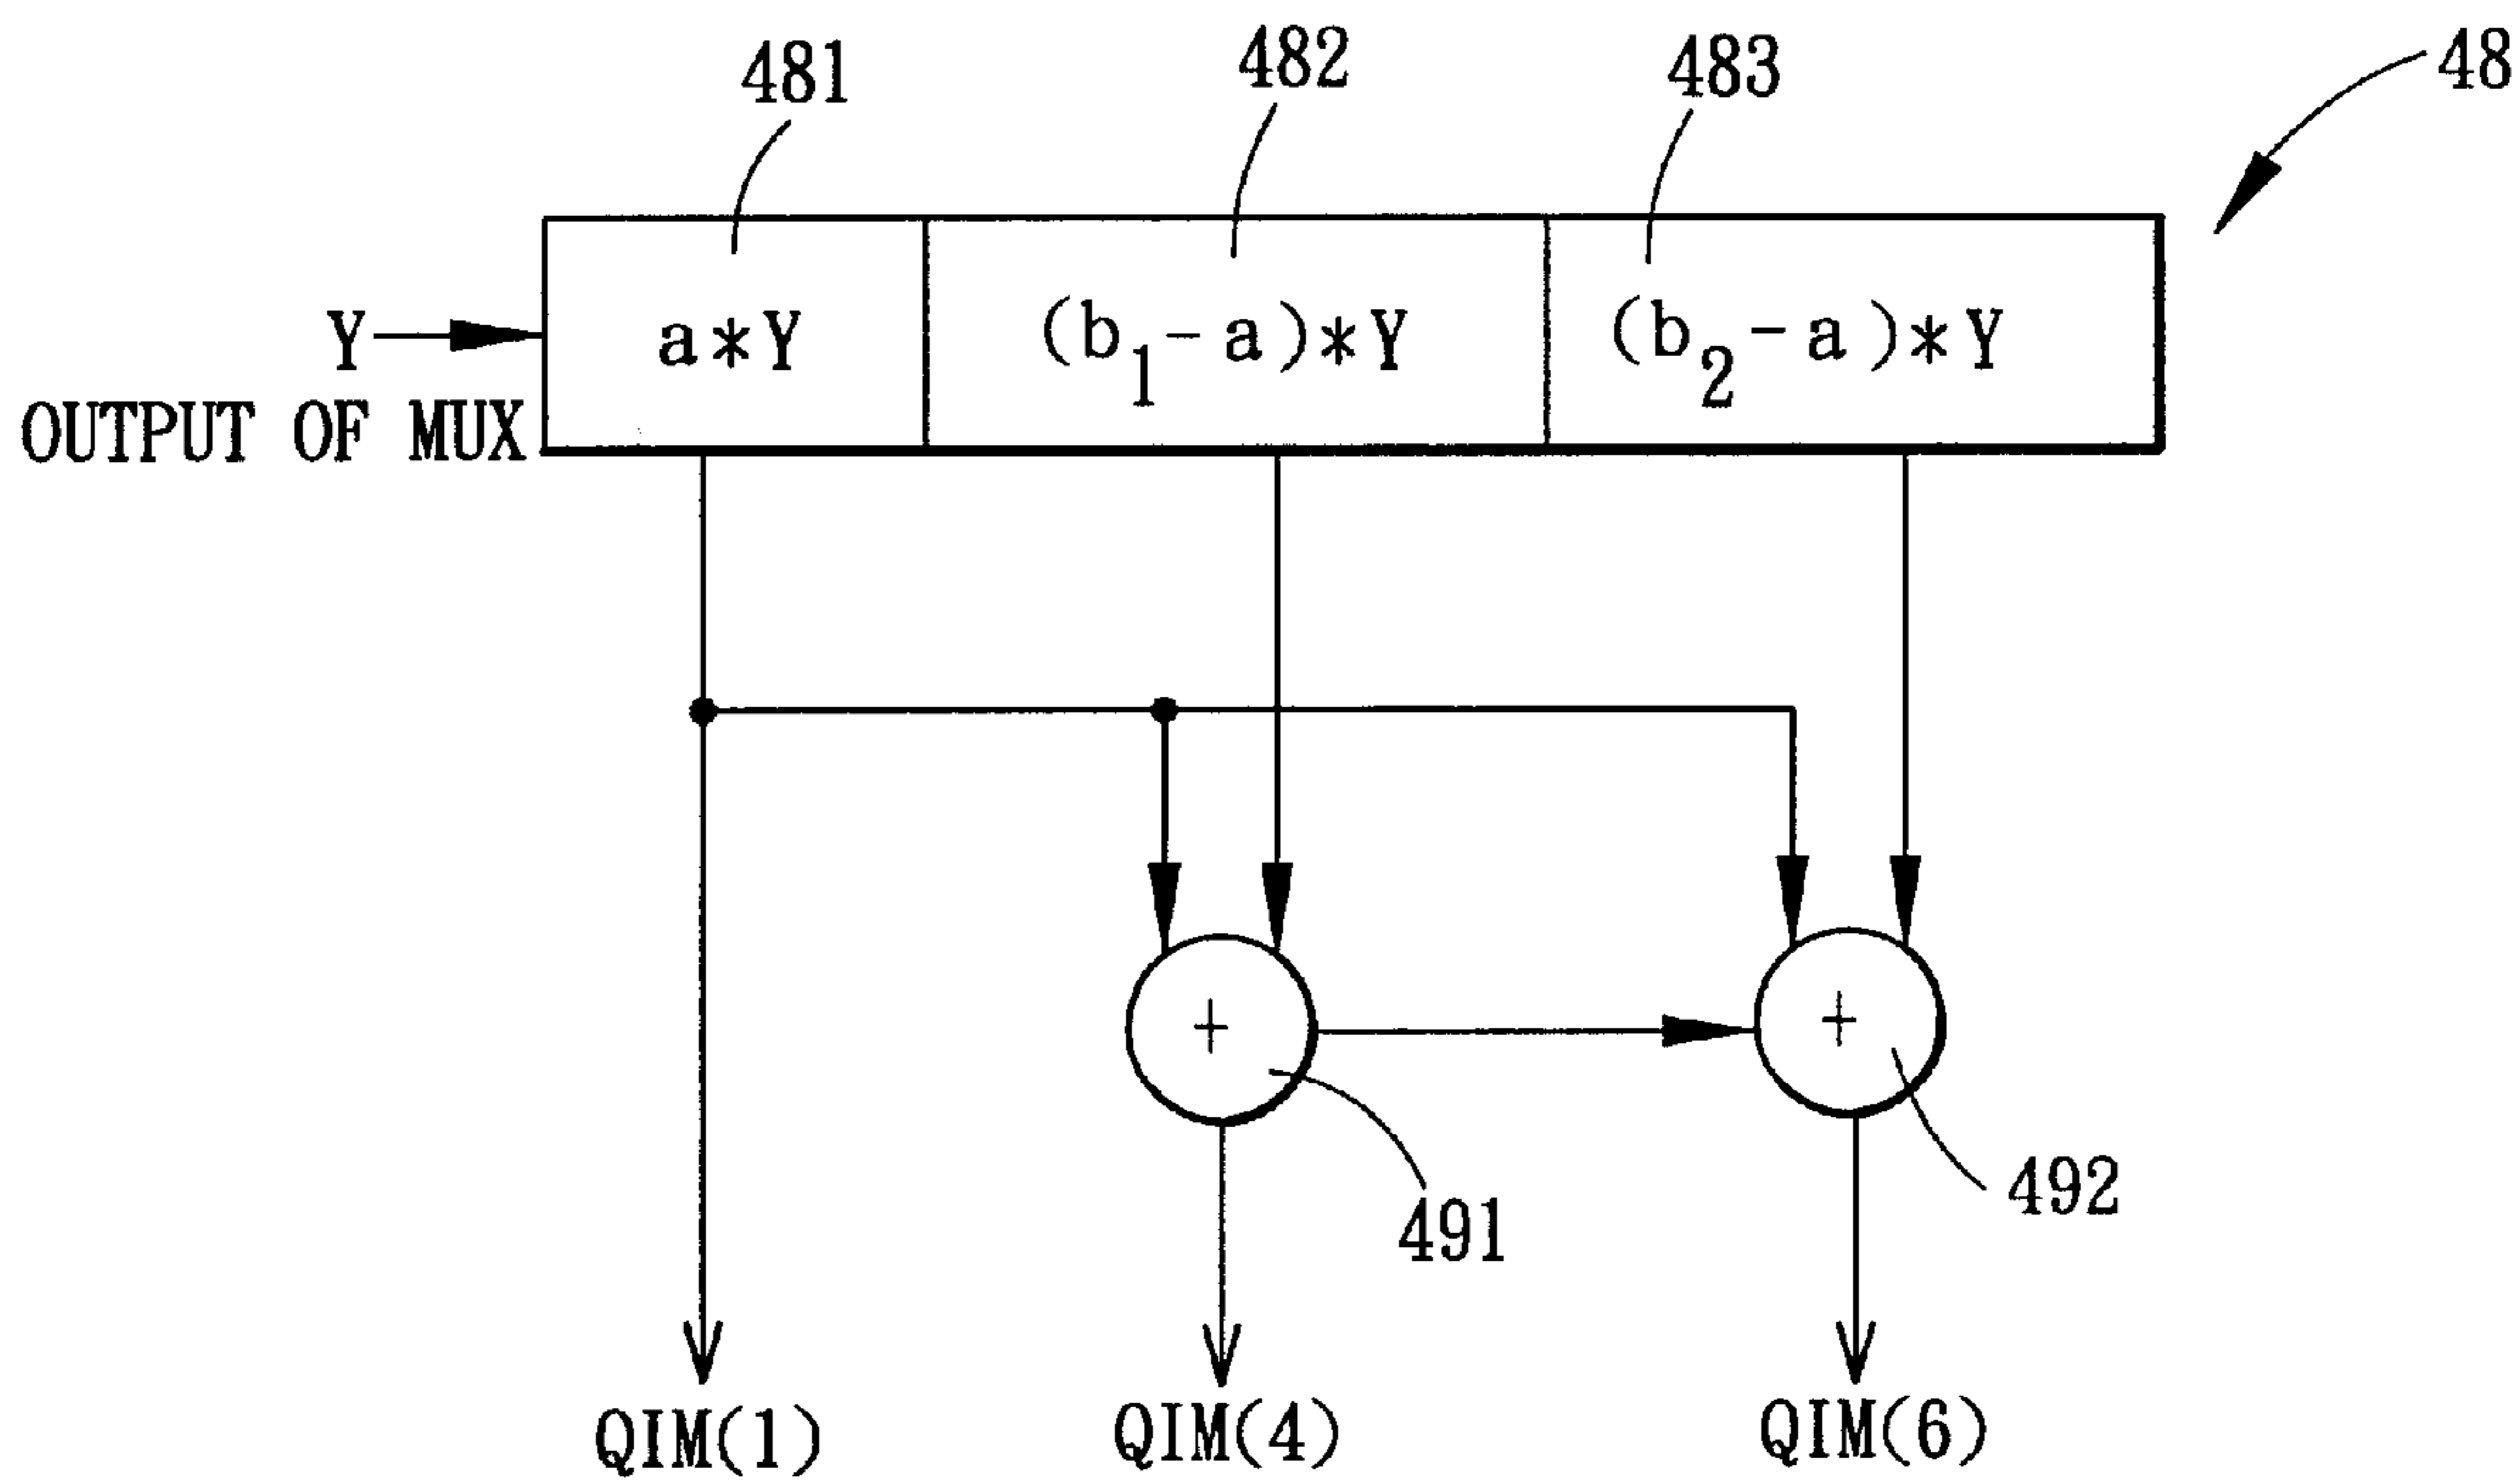 481
482
483
48
Y
a*Y
(b1-a)*Y
(b2-a)*Y
OUTPUT OF MUX
+
+
491
492
QIM(1)
QIM(4)
QIM(6)